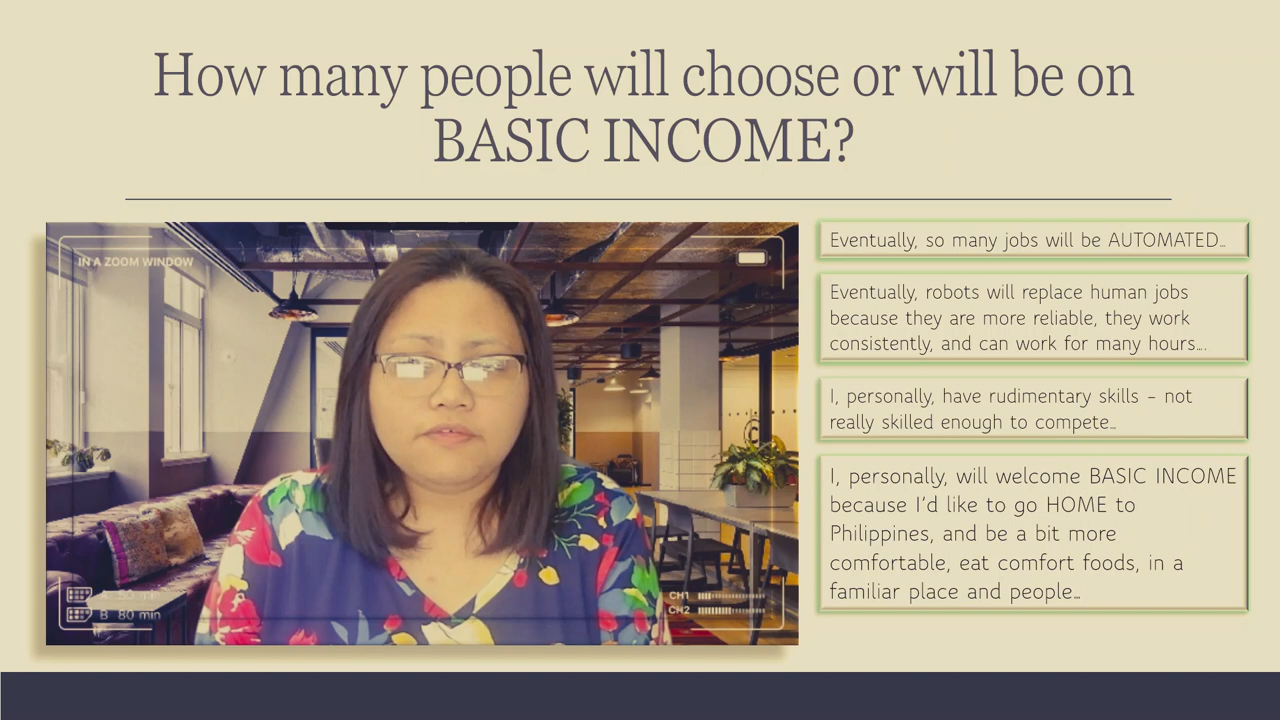 How many people will choose or will be on
BASIC INCOME?
IN A ZOOM WINDOW
B 80 min
CH1
CH2
Eventually, so many jobs will be AUTOMATED...
Eventually, robots will replace human jobs
because they are more reliable, they work
consistently, and can work for many hours...
I, personally, have rudimentary skills – not
really skilled enough to compete...
I, personally, will welcome BASIC INCOME
because I'd like to go HOME to
Philippines, and be a bit more
comfortable, eat comfort foods, in a
familiar place and people...